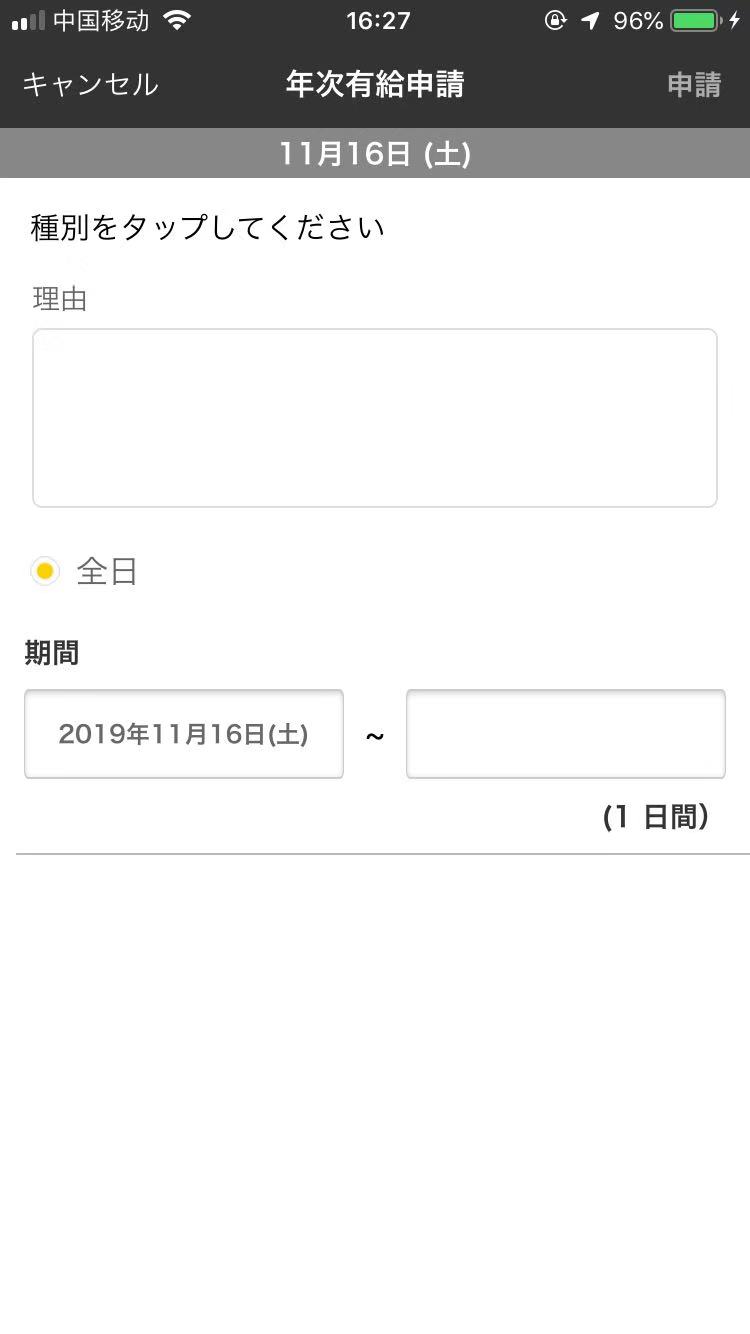 中国移动 16:27 96%
キャンセル 年次有給申請 申請
11月16日 (土)
種別をタップしてください
理由
全日
期間
2019年11月16日(土) ~
(1 日間）